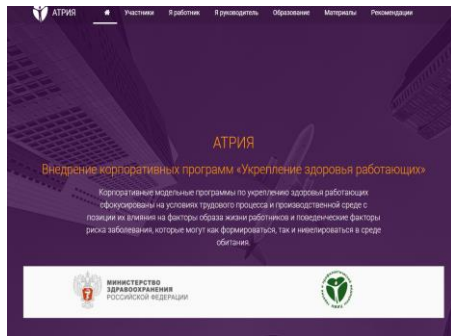 АТРИЯ
Участники
Я работник
Я руководитель
Образование
Материалы
Рекомендации
АТРИЯ
Внедрение корпоративных программ «Укрепление здоровья работающих»
Корпоративные модельные программы по укреплению здоровья работающих
сфокусированы на условиях трудового процесса и производственной среде с
позиции их влияния на факторы образа жизни работников и поведенческие факторы
риска заболевания, которые могут как формироваться, так и нивелироваться в среде
обитания.
МИНИСТЕРСТВО
ЗДРАВООХРАНЕНИЯ
РОССИЙСКОЙ ФЕДЕРАЦИИ